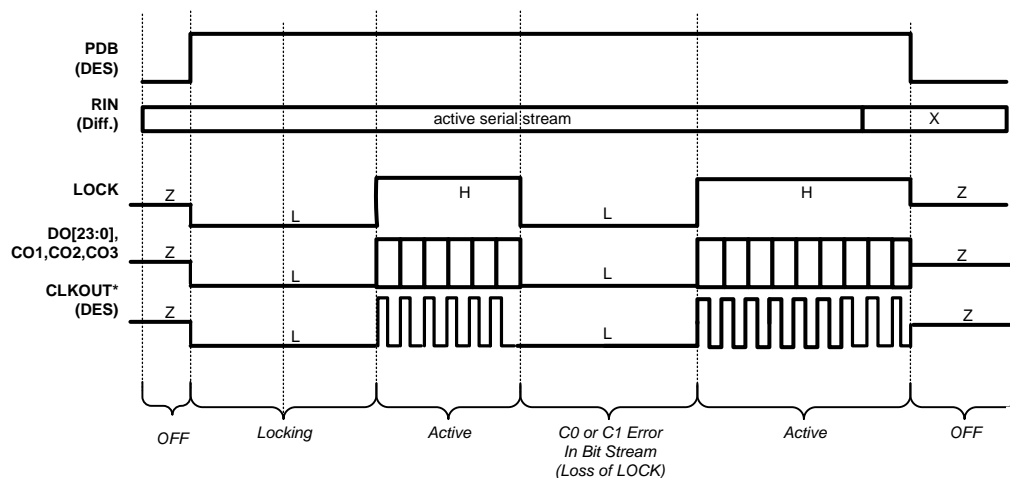 PDB
(DES)
RIN
(Diff.)
active serial stream
X
LOCK
Z
L
H
L
H
Z
DO[23:0],
CO1,CO2,CO3
Z
L
L
Z
CLKOUT*
(DES)
Z
L
L
Z
OFF
Locking
Active
C0 or C1 Error
In Bit Stream
(Loss of LOCK)
Active
OFF